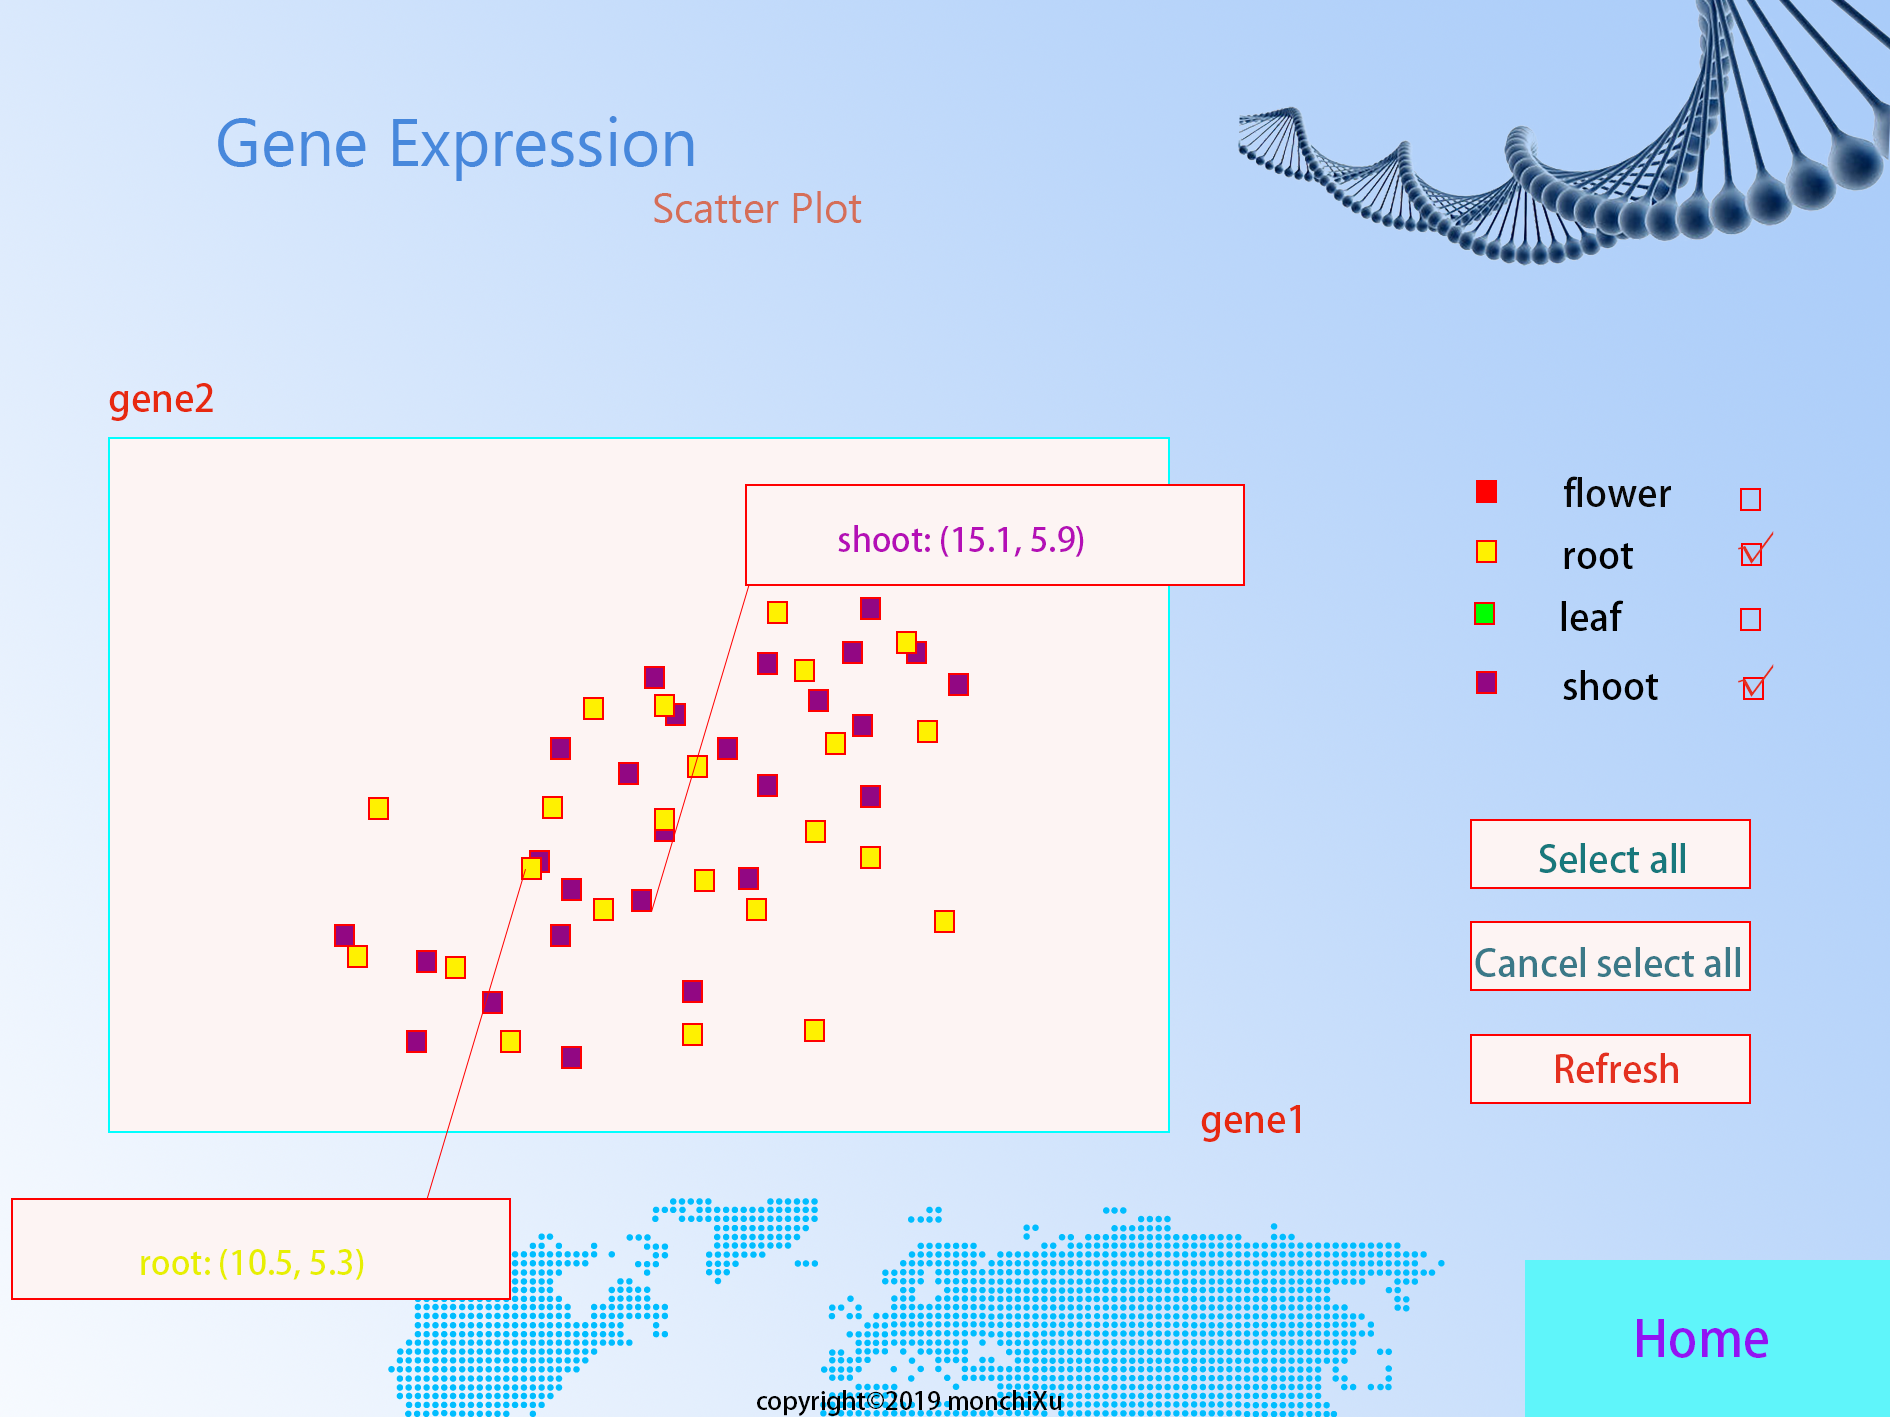 Gene Expression
Scatter Plot
gene2
shoot: (15.1, 5.9)
flower
root
leaf
shoot
Select all
Cancel select all
Refresh
gene1
root: (10.5, 5.3)
Home
copyright©2019 monchiXu